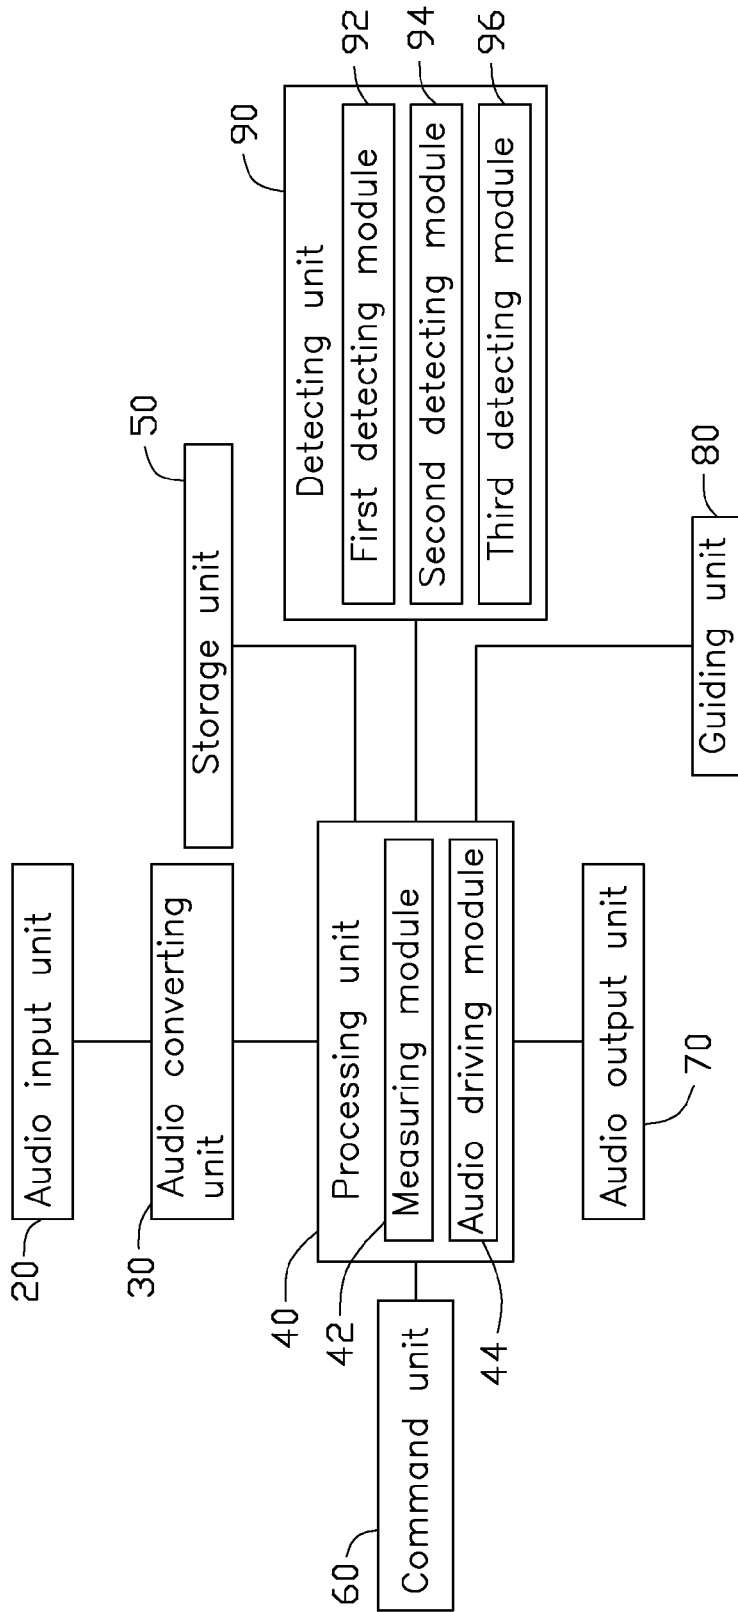 20
Audio input unit
30
Audio converting
unit
50
Storage unit
90
Detecting unit
First detecting module
92
Second detecting module
94
Third detecting module
96
40
Processing unit
42
Measuring module
Audio driving module
44
60
Command unit
Audio output unit
70
Guiding unit
80